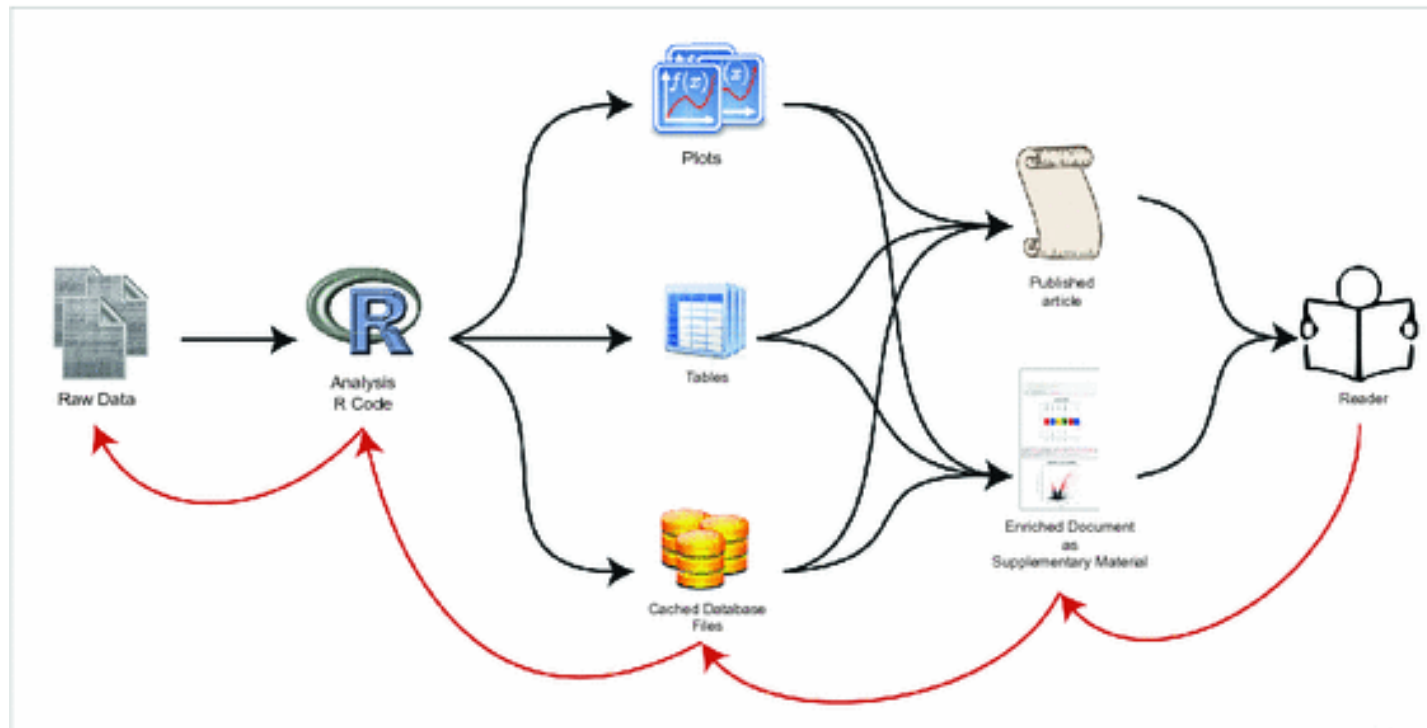 f(x)
(x)
Plots
Published
article
R
Raw Data
Analysis
R Code
Tables
Reader
Cached Database
Files
Enriched Document
as
Supplementary Material